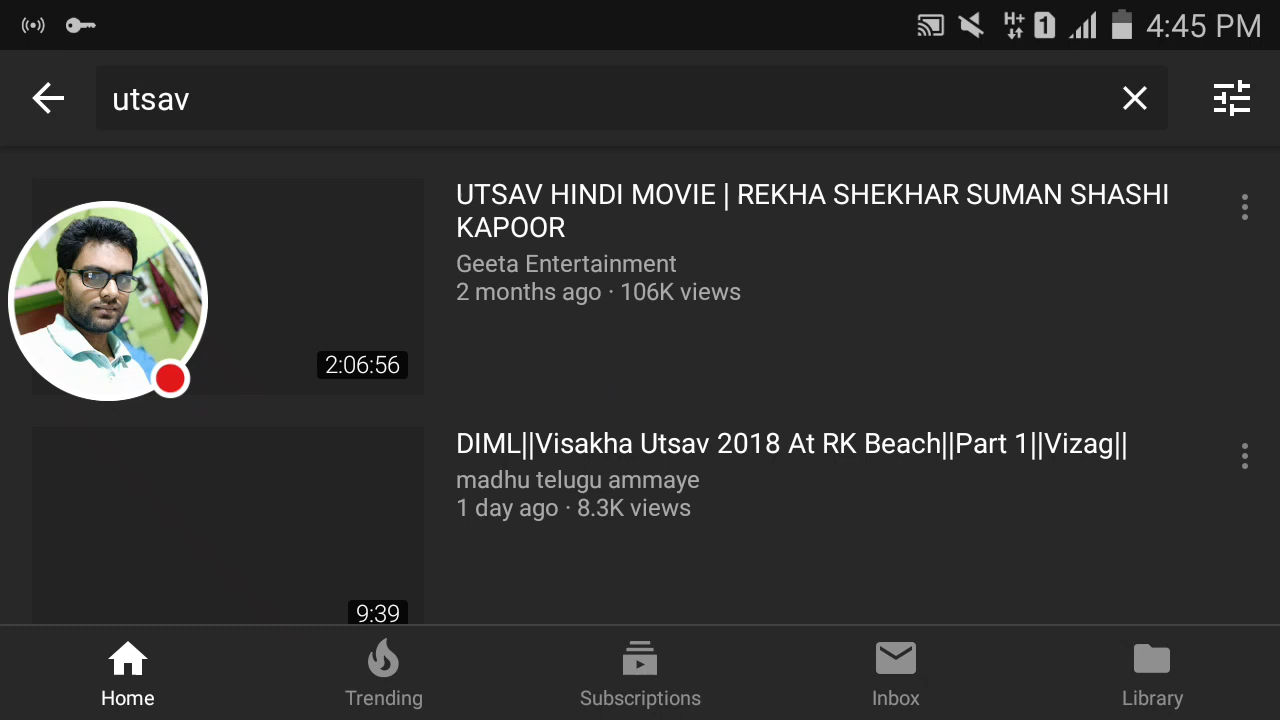 H+ 1 4:45 PM
utsav
UTSAV HINDI MOVIE | REKHA SHEKHAR SUMAN SHASHI
KAPOOR
Geeta Entertainment
2 months ago · 106K views
2:06:56
DIML||Visakha Utsav 2018 At RK Beach||Part 1||Vizag||
madhu telugu ammaye
1 day ago · 8.3K views
9:39
Home Trending Subscriptions Inbox Library